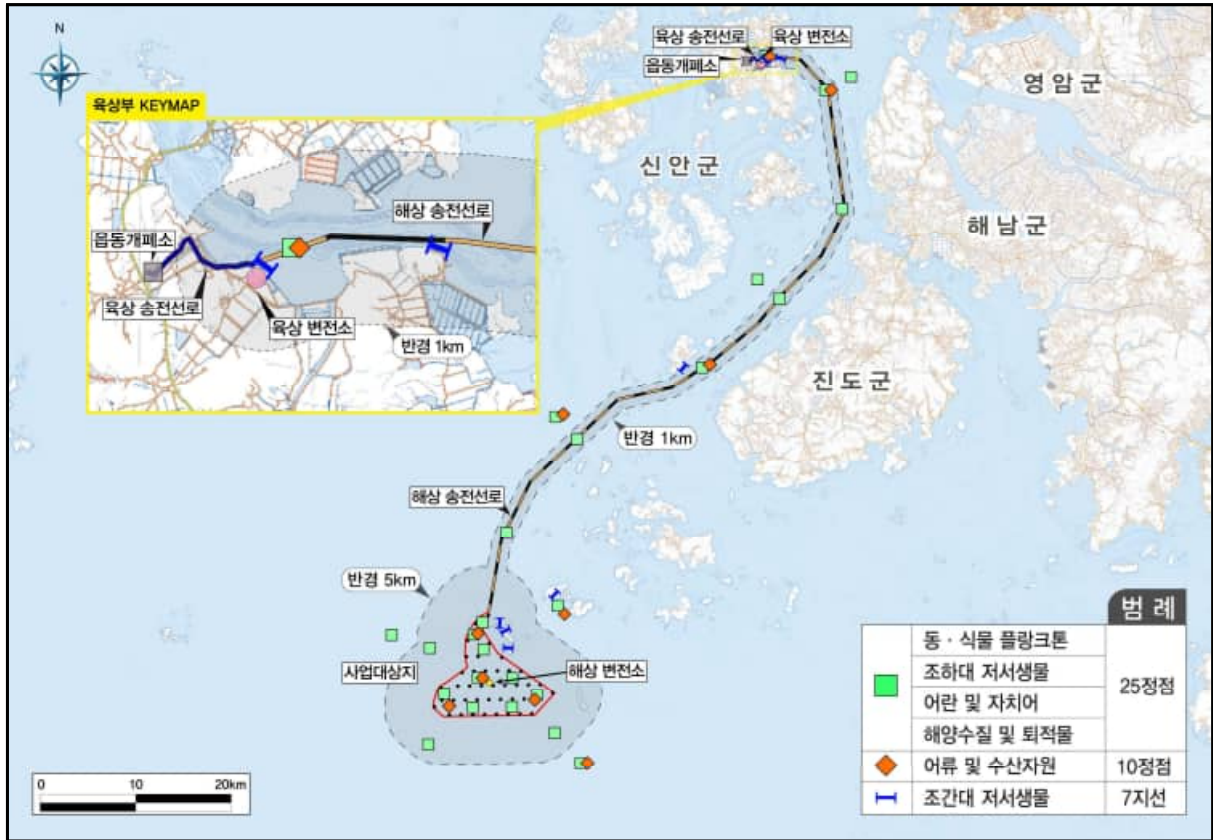 N
육상 송전선로
육상 변전소
읍동개폐소
영암군
신안군
해남군
진도군
육상부 KEYMAP
해상 송전선로
읍동개폐소
육상 송전선로
육상 변전소
반경 1km
반경 1km
해상 송전선로
반경 5km
사업대상지
해상 변전소
범 례
동 · 식물 플랑크톤
조하대 저서생물
어란 및 자치어
해양수질 및 퇴적물
25정점
어류 및 수산자원 10정점
조간대 저서생물 7지선
0 10 20km